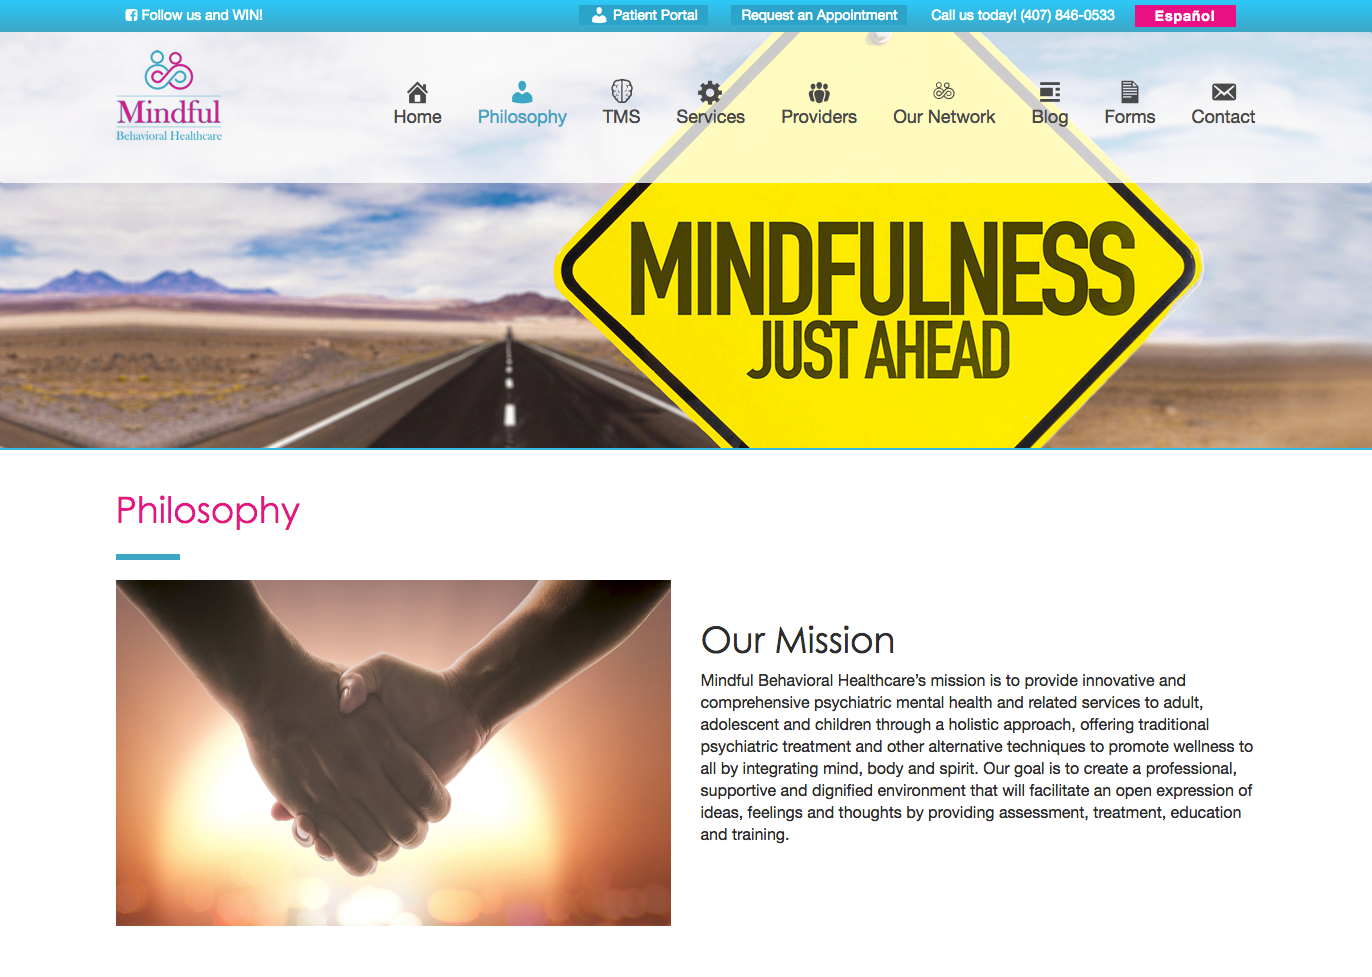 Follow us and WIN!
Patient Portal
Request an Appointment
Call us today! (407) 846-0533
Español
Mindful
Behavioral Healthcare
Home
Philosophy
TMS
Services
Providers
Our Network
Blog
Forms
Contact
MINDFULNESS
JUST AHEAD
Philosophy
Our Mission
Mindful Behavioral Healthcare’s mission is to provide innovative and
comprehensive psychiatric mental health and related services to adult,
adolescent and children through a holistic approach, offering traditional
psychiatric treatment and other alternative techniques to promote wellness to
all by integrating mind, body and spirit. Our goal is to create a professional,
supportive and dignified environment that will facilitate an open expression of
ideas, feelings and thoughts by providing assessment, treatment, education
and training.